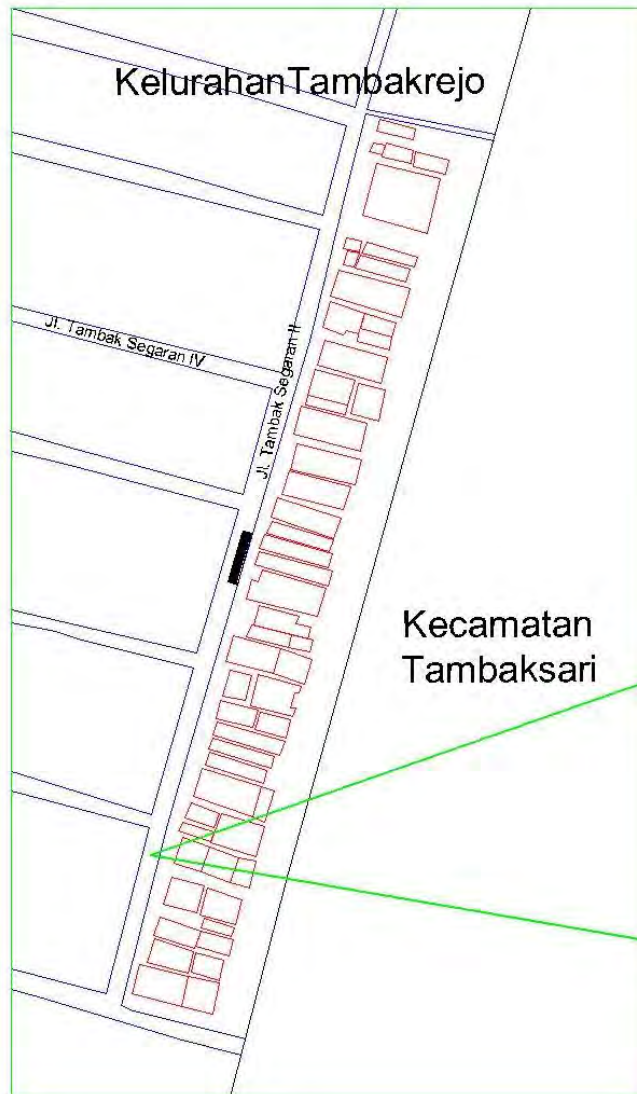 KelurahanTambakrejo
Jl. Tambak Segaran IV
Jl. Tambak Segaran II
Kecamatan
Tambaksari